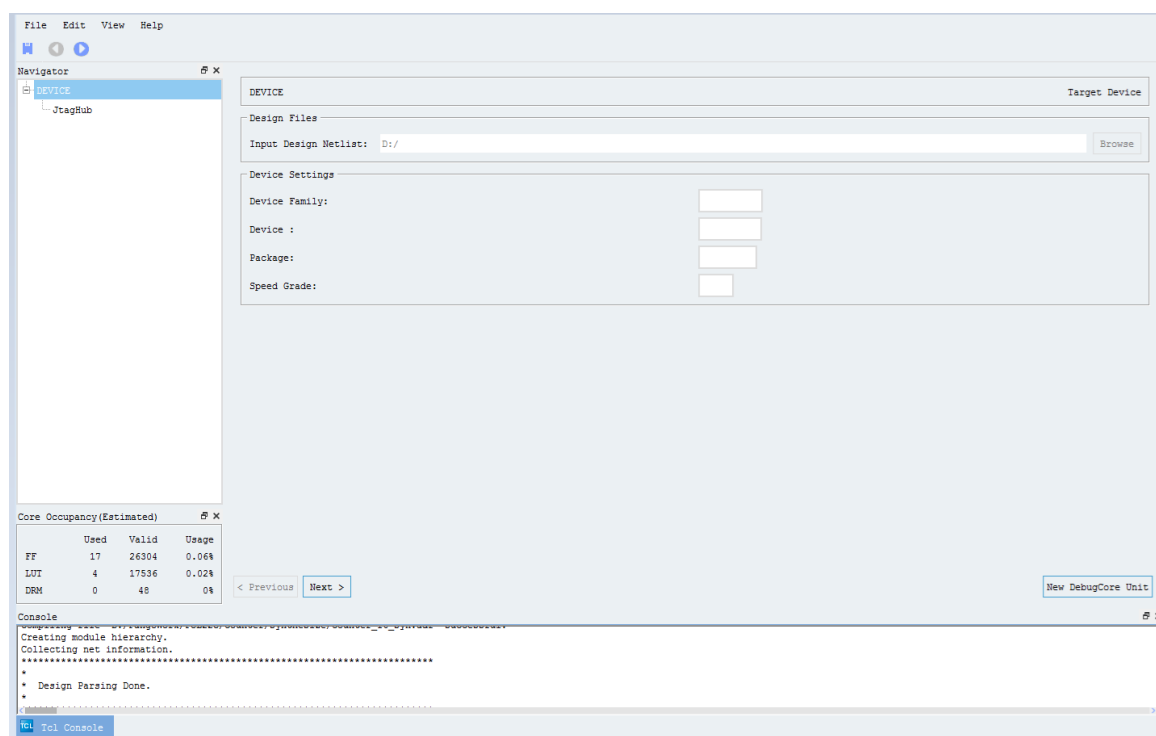 File Edit View Help
Navigator
DEVICE
JtagHub
DEVICE Target Device
Design Files
Input Design Netlist: D:/ Browse
Device Settings
Device Family:
Device :
Package:
Speed Grade:
Core Occupancy(Estimated)
Used Valid Usage
FF 17 26304 0.06%
LUT 4 17536 0.02%
DRM 0 48 0%
< Previous Next > New DebugCore Unit
Console
Creating module hierarchy.
Collecting net information.
*************************************************************************
*
* Design Parsing Done.
*
TCL Tcl Console